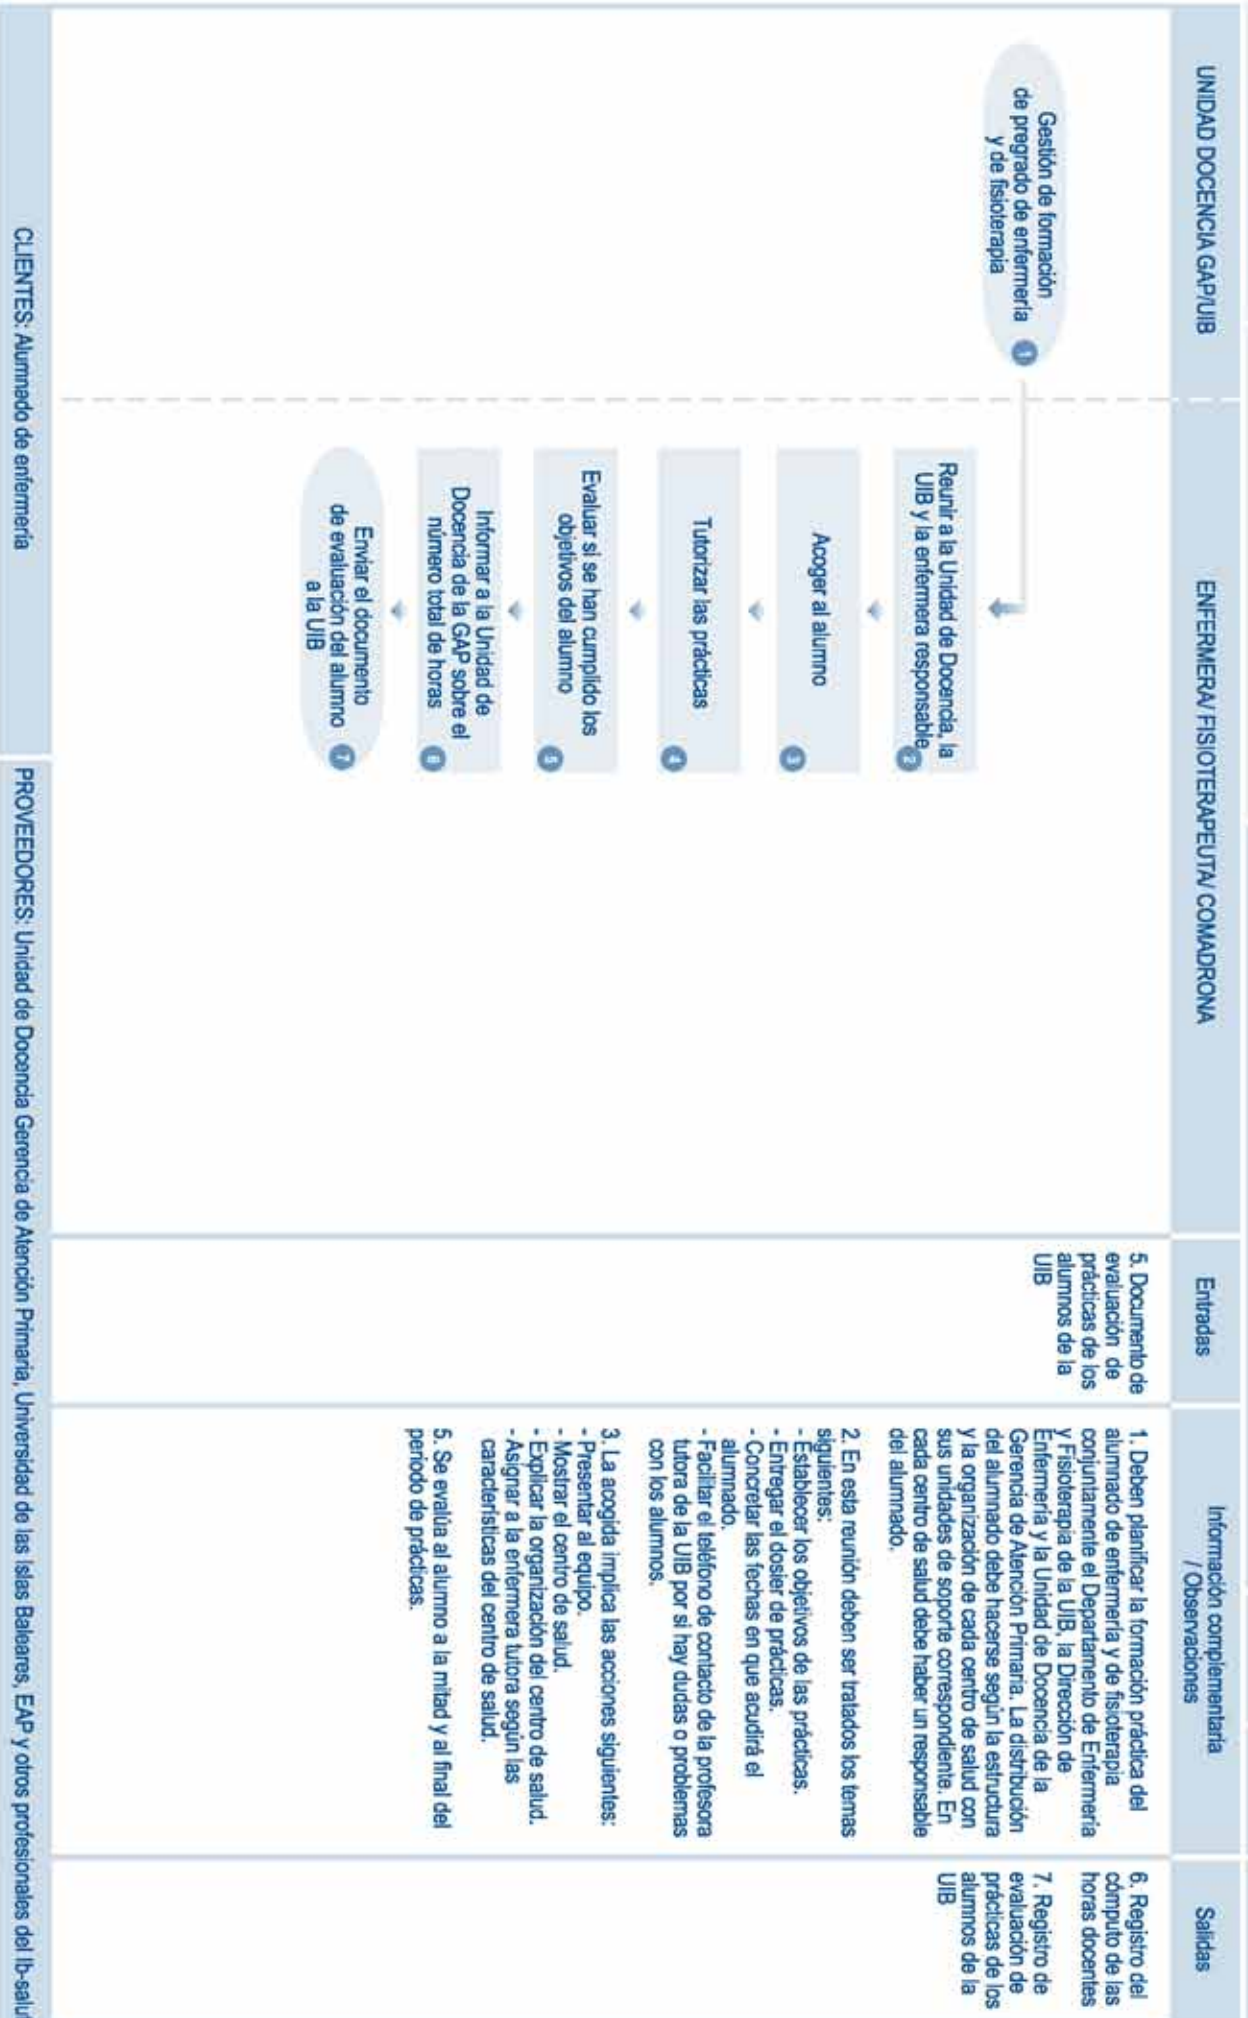 UNIDAD DOCENCIA GAP/UIB
ENFERMERA/ FISIOTERAPEUTA/ COMADRONA
Entradas
Información complementaria
/ Observaciones
Salidas
Gestión de formación
de pregrado de enfermería
y de fisioterapia
1
Reunir a la Unidad de Docencia, la
UIB y la enfermera responsable
2
Acoger al alumno
3
Tutorizar las prácticas
4
Evaluar si se han cumplido los
objetivos del alumno
5
Informar a la Unidad de
Docencia de la GAP sobre el
número total de horas
6
Enviar el documento
de evaluación del alumno
a la UIB
7
5. Documento de
evaluación de
prácticas de los
alumnos de la
UIB
1. Deben planificar la formación práctica del
alumnado de enfermería y de fisioterapia
conjuntamente el Departamento de Enfermería
y Fisioterapia de la UIB, la Dirección de
Enfermería y la Unidad de Docencia de la
Gerencia de Atención Primaria. La distribución
del alumnado debe hacerse según la estructura
y la organización de cada centro de salud con
sus unidades de soporte correspondiente. En
cada centro de salud debe haber un responsable
del alumnado.
2. En esta reunión deben ser tratados los temas
siguientes:
- Establecer los objetivos de las prácticas.
- Entregar el dosier de prácticas.
- Concretar las fechas en que acudirá el
alumnado.
- Facilitar el teléfono de contacto de la profesora
tutora de la UIB por si hay dudas o problemas
con los alumnos.
3. La acogida implica las acciones siguientes:
- Presentar al equipo.
- Mostrar el centro de salud.
- Explicar la organización del centro de salud.
- Asignar a la enfermera tutora según las
características del centro de salud.
5. Se evalúa al alumno a la mitad y al final del
periodo de prácticas.
6. Registro del
cómputo de las
horas docentes
7. Registro de
evaluación de
prácticas de los
alumnos de la
UIB
CLIENTES: Alumnado de enfermería
PROVEEDORES: Unidad de Docencia Gerencia de Atención Primaria, Universidad de las Islas Baleares, EAP y otros profesionales del Ib-salut